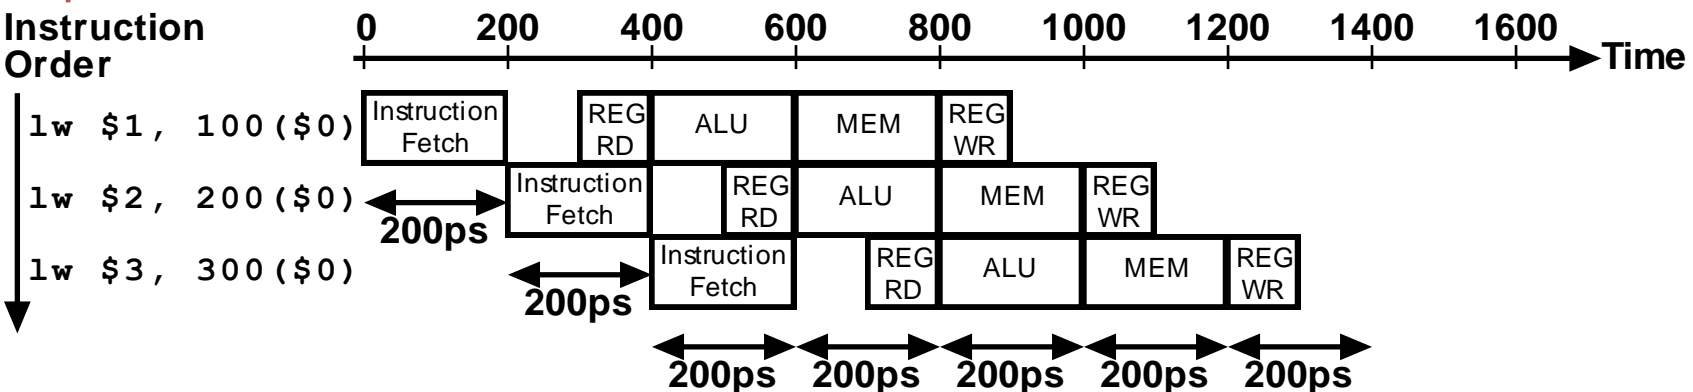 Instruction Order
0 200 400 600 800 1000 1200 1400 1600
Time
lw $1, 100($0)
Instruction Fetch
REG RD
ALU
MEM
REG WR
lw $2, 200($0)
200ps
Instruction Fetch
REG RD
ALU
MEM
REG WR
lw $3, 300($0)
200ps
Instruction Fetch
REG RD
ALU
MEM
REG WR
200ps 200ps 200ps 200ps 200ps